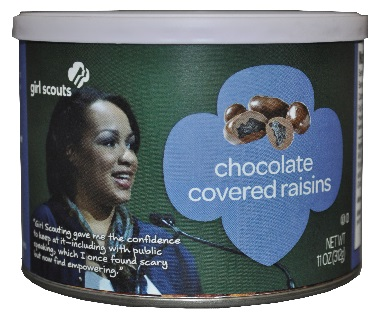 girl scouts
chocolate
covered raisins
"Girl Scouting gave me the confidence
to keep at it—including with public
speaking, which I once found scary
but now find empowering."
NET WT
11 OZ (312g)